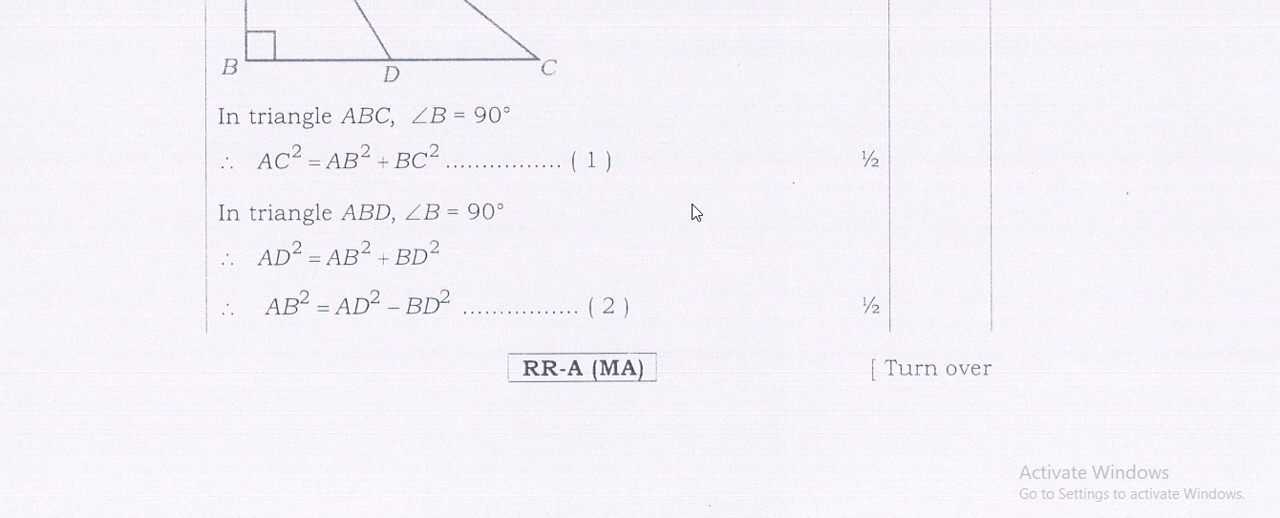 B
D
C
In triangle ABC, ∠B = 90°
∴ AC² = AB² + BC² ................ ( 1 ) ½
In triangle ABD, ∠B = 90°
∴ AD² = AB² + BD²
∴ AB² = AD² – BD² ................ ( 2 ) ½
RR-A (MA)
[ Turn over
Activate Windows
Go to Settings to activate Windows.